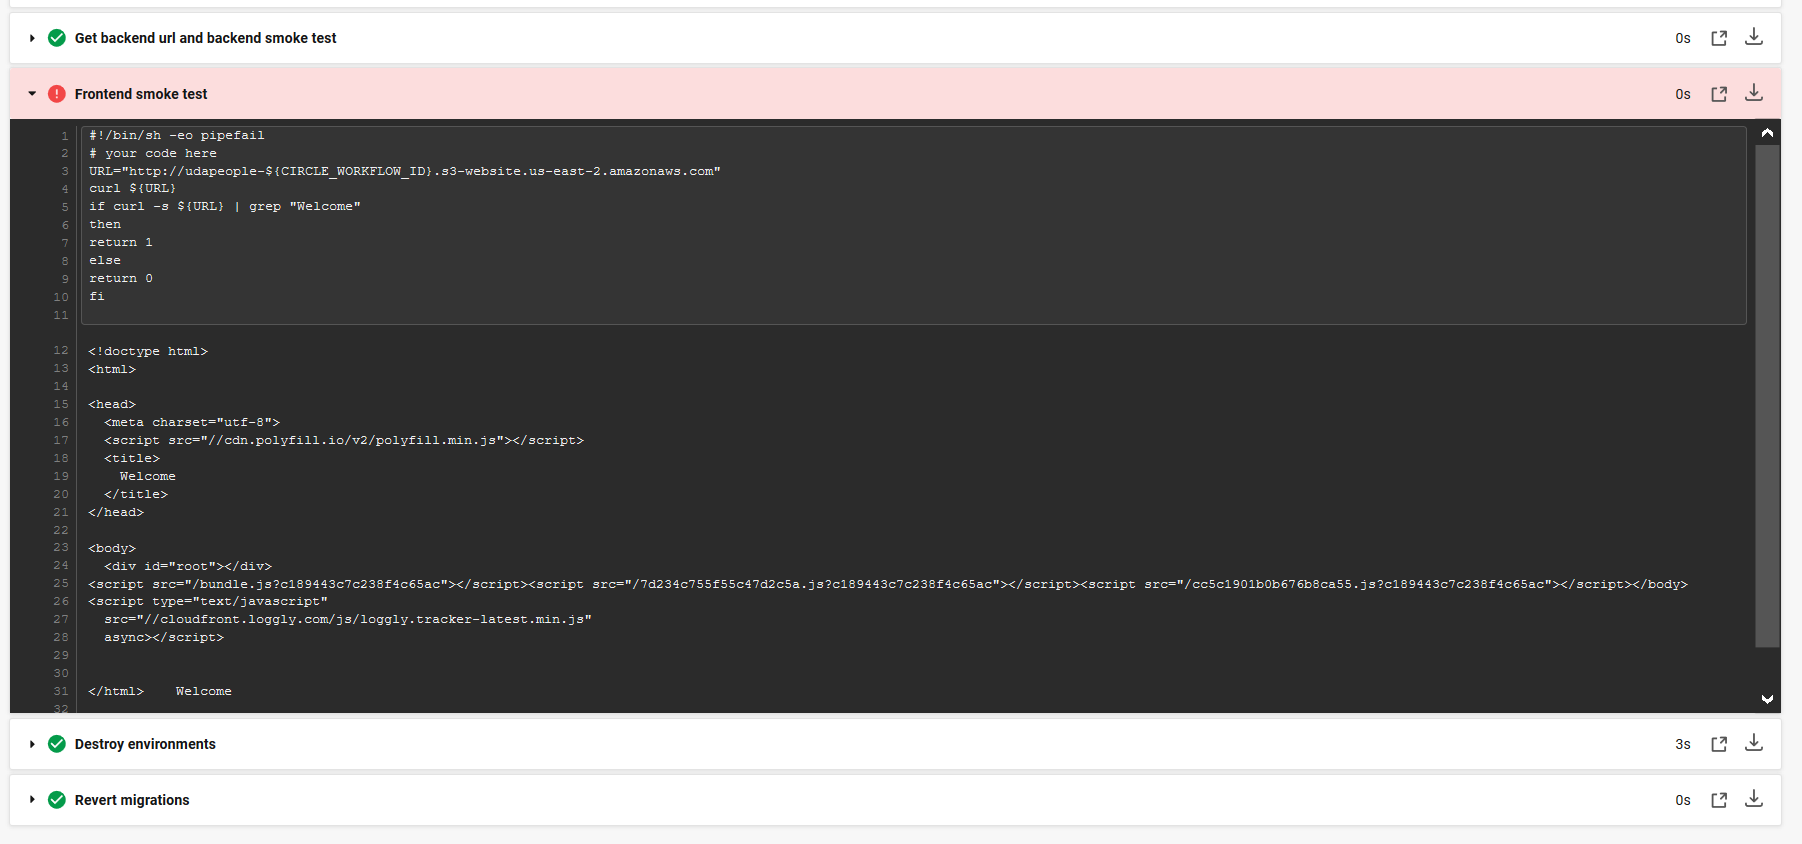 Get backend url and backend smoke test 0s
Frontend smoke test 0s
1 #!/bin/sh -eo pipefail
2 # your code here
3 URL="http://udapeople-${CIRCLE_WORKFLOW_ID}.s3-website.us-east-2.amazonaws.com"
4 curl ${URL}
5 if curl -s ${URL} | grep "Welcome"
6 then
7 return 1
8 else
9 return 0
10 fi
11
12 <!doctype html>
13 <html>
14
15 <head>
16   <meta charset="utf-8">
17   <script src="//cdn.polyfill.io/v2/polyfill.min.js"></script>
18   <title>
19     Welcome
20   </title>
21 </head>
22
23 <body>
24   <div id="root"></div>
25 <script src="/bundle.js?c189443c7c238f4c65ac"></script><script src="/7d234c755f55c47d2c5a.js?c189443c7c238f4c65ac"></script><script src="/cc5c1901b0b676b8ca55.js?c189443c7c238f4c65ac"></script></body>
26 <script type="text/javascript"
27   src="//cloudfront.loggly.com/js/loggly.tracker-latest.min.js"
28   async></script>
29
30
31 </html>    Welcome
32
Destroy environments 3s
Revert migrations 0s